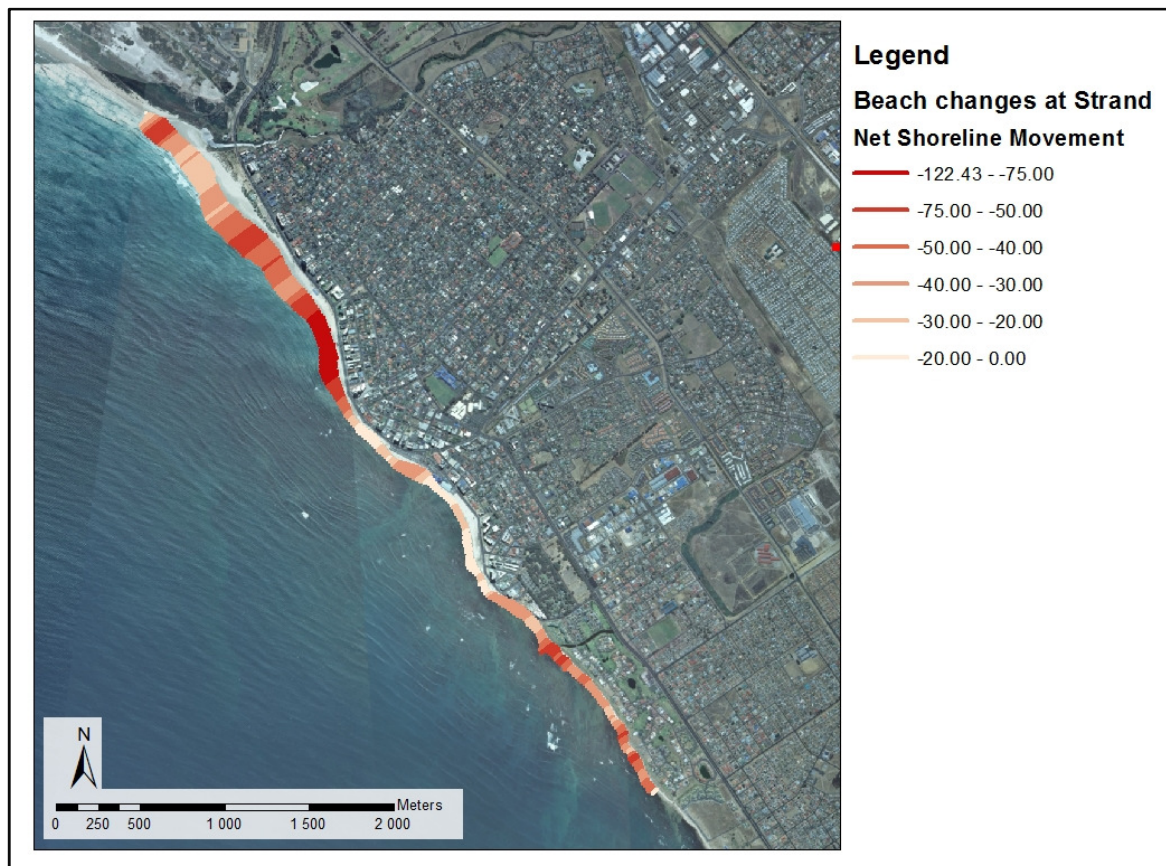 Legend
Beach changes at Strand
Net Shoreline Movement
-122.43 - -75.00
-75.00 - -50.00
-50.00 - -40.00
-40.00 - -30.00
-30.00 - -20.00
-20.00 - 0.00
N
Meters
0 250 500 1 000 1 500 2 000